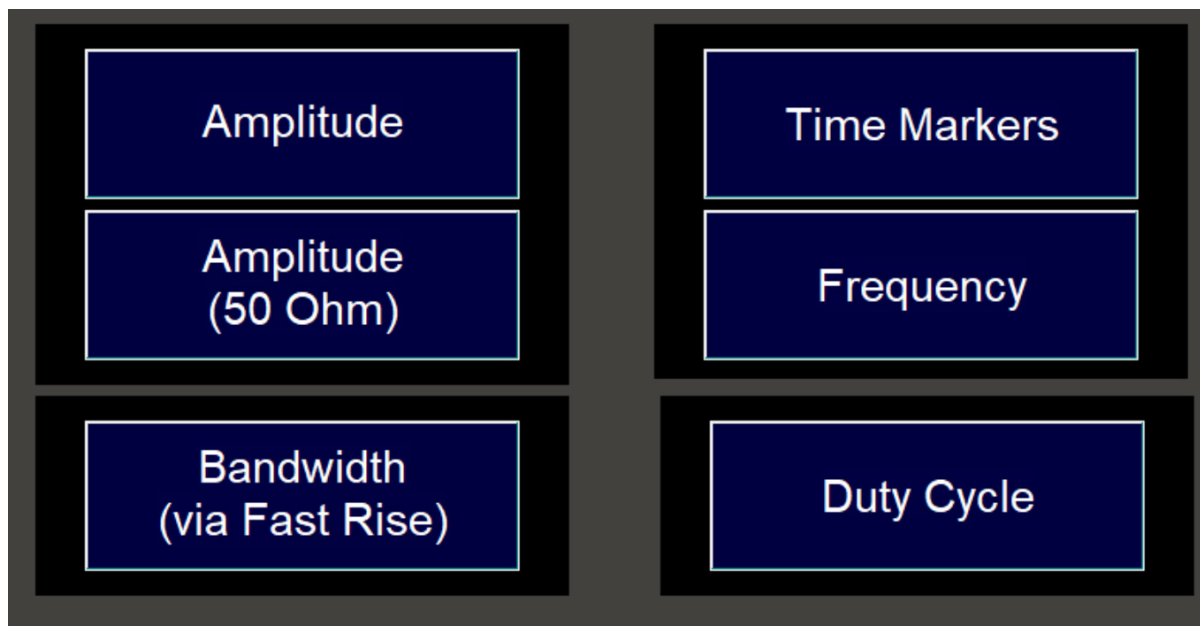 Amplitude
Time Markers
Amplitude
(50 Ohm)
Frequency
Bandwidth
(via Fast Rise)
Duty Cycle